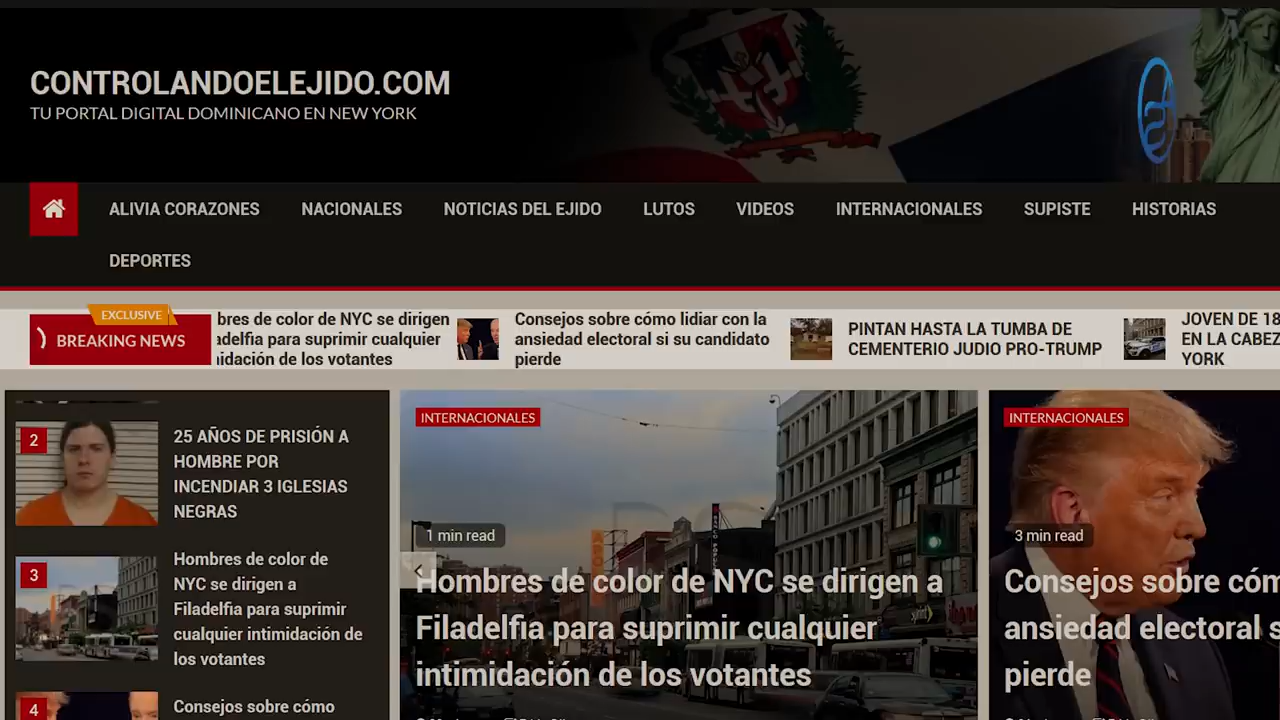 CONTROLANDOELEJIDO.COM
TU PORTAL DIGITAL DOMINICANO EN NEW YORK
ALIVIA CORAZONES
NACIONALES
NOTICIAS DEL EJIDO
LUTOS
VIDEOS
INTERNACIONALES
SUPISTE
HISTORIAS
DEPORTES
EXCLUSIVE
BREAKING NEWS
bres de color de NYC se dirigen
adelfia para suprimir cualquier
idación de los votantes
Consejos sobre cómo lidiar con la
ansiedad electoral si su candidato
pierde
PINTAN HASTA LA TUMBA DE
CEMENTERIO JUDIO PRO-TRUMP
JOVEN DE 18
EN LA CABEZ
YORK
2
25 AÑOS DE PRISIÓN A
HOMBRE POR
INCENDIAR 3 IGLESIAS
NEGRAS
3
Hombres de color de
NYC se dirigen a
Filadelfia para suprimir
cualquier intimidación de
los votantes
4
Consejos sobre cómo
INTERNACIONALES
1 min read
Hombres de color de NYC se dirigen a
Filadelfia para suprimir cualquier
intimidación de los votantes
INTERNACIONALES
3 min read
Consejos sobre cóm
ansiedad electoral s
pierde